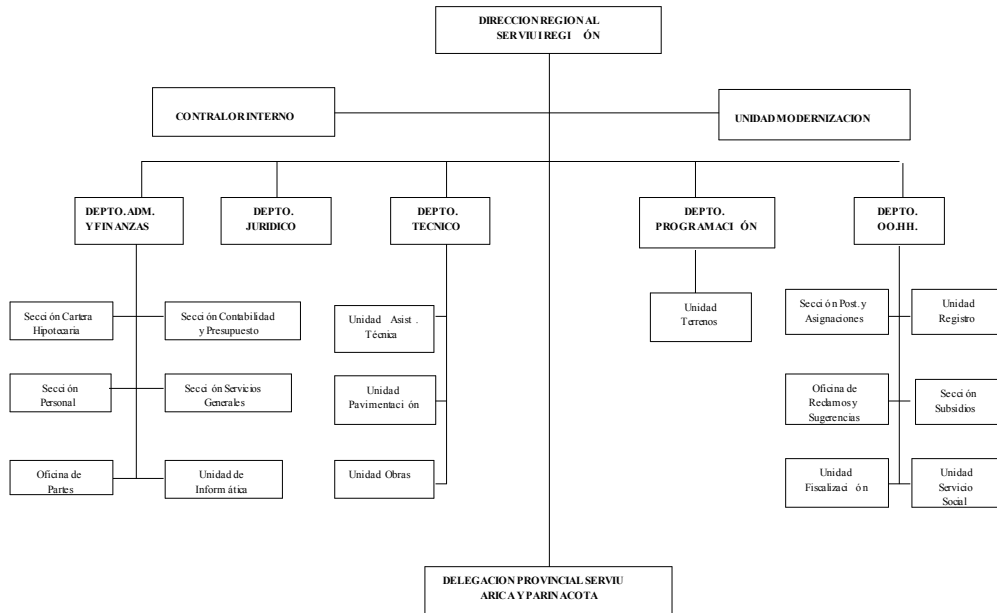 DIRECCION REGIONAL
SERVIU I REGIÓN
CONTRALOR INTERNO
UNIDAD MODERNIZACION
DEPTO. ADM.
Y FINANZAS
DEPTO.
JURIDICO
DEPTO.
TECNICO
DEPTO.
PROGRAMACIÓN
DEPTO.
OO.HH.
Sección Cartera
Hipotecaria
Sección Contabilidad
y Presupuesto
Unidad Asist.
Técnica
Unidad
Terrenos
Sección Post. y
Asignaciones
Unidad
Registro
Sección
Personal
Sección Servicios
Generales
Unidad
Pavimentación
Oficina de
Reclamos y
Sugerencias
Sección
Subsidios
Oficina de
Partes
Unidad de
Informática
Unidad Obras
Unidad
Fiscalización
Unidad
Servicio
Social
DELEGACION PROVINCIAL SERVIU
ARICA Y PARINACOTA